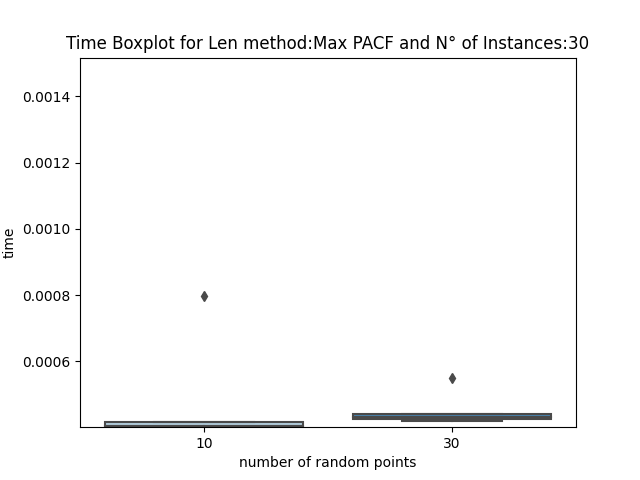 Time Boxplot for Len method:Max PACF and N° of Instances:30
0.0014
0.0012
0.0010
0.0008
0.0006
time
10
30
number of random points